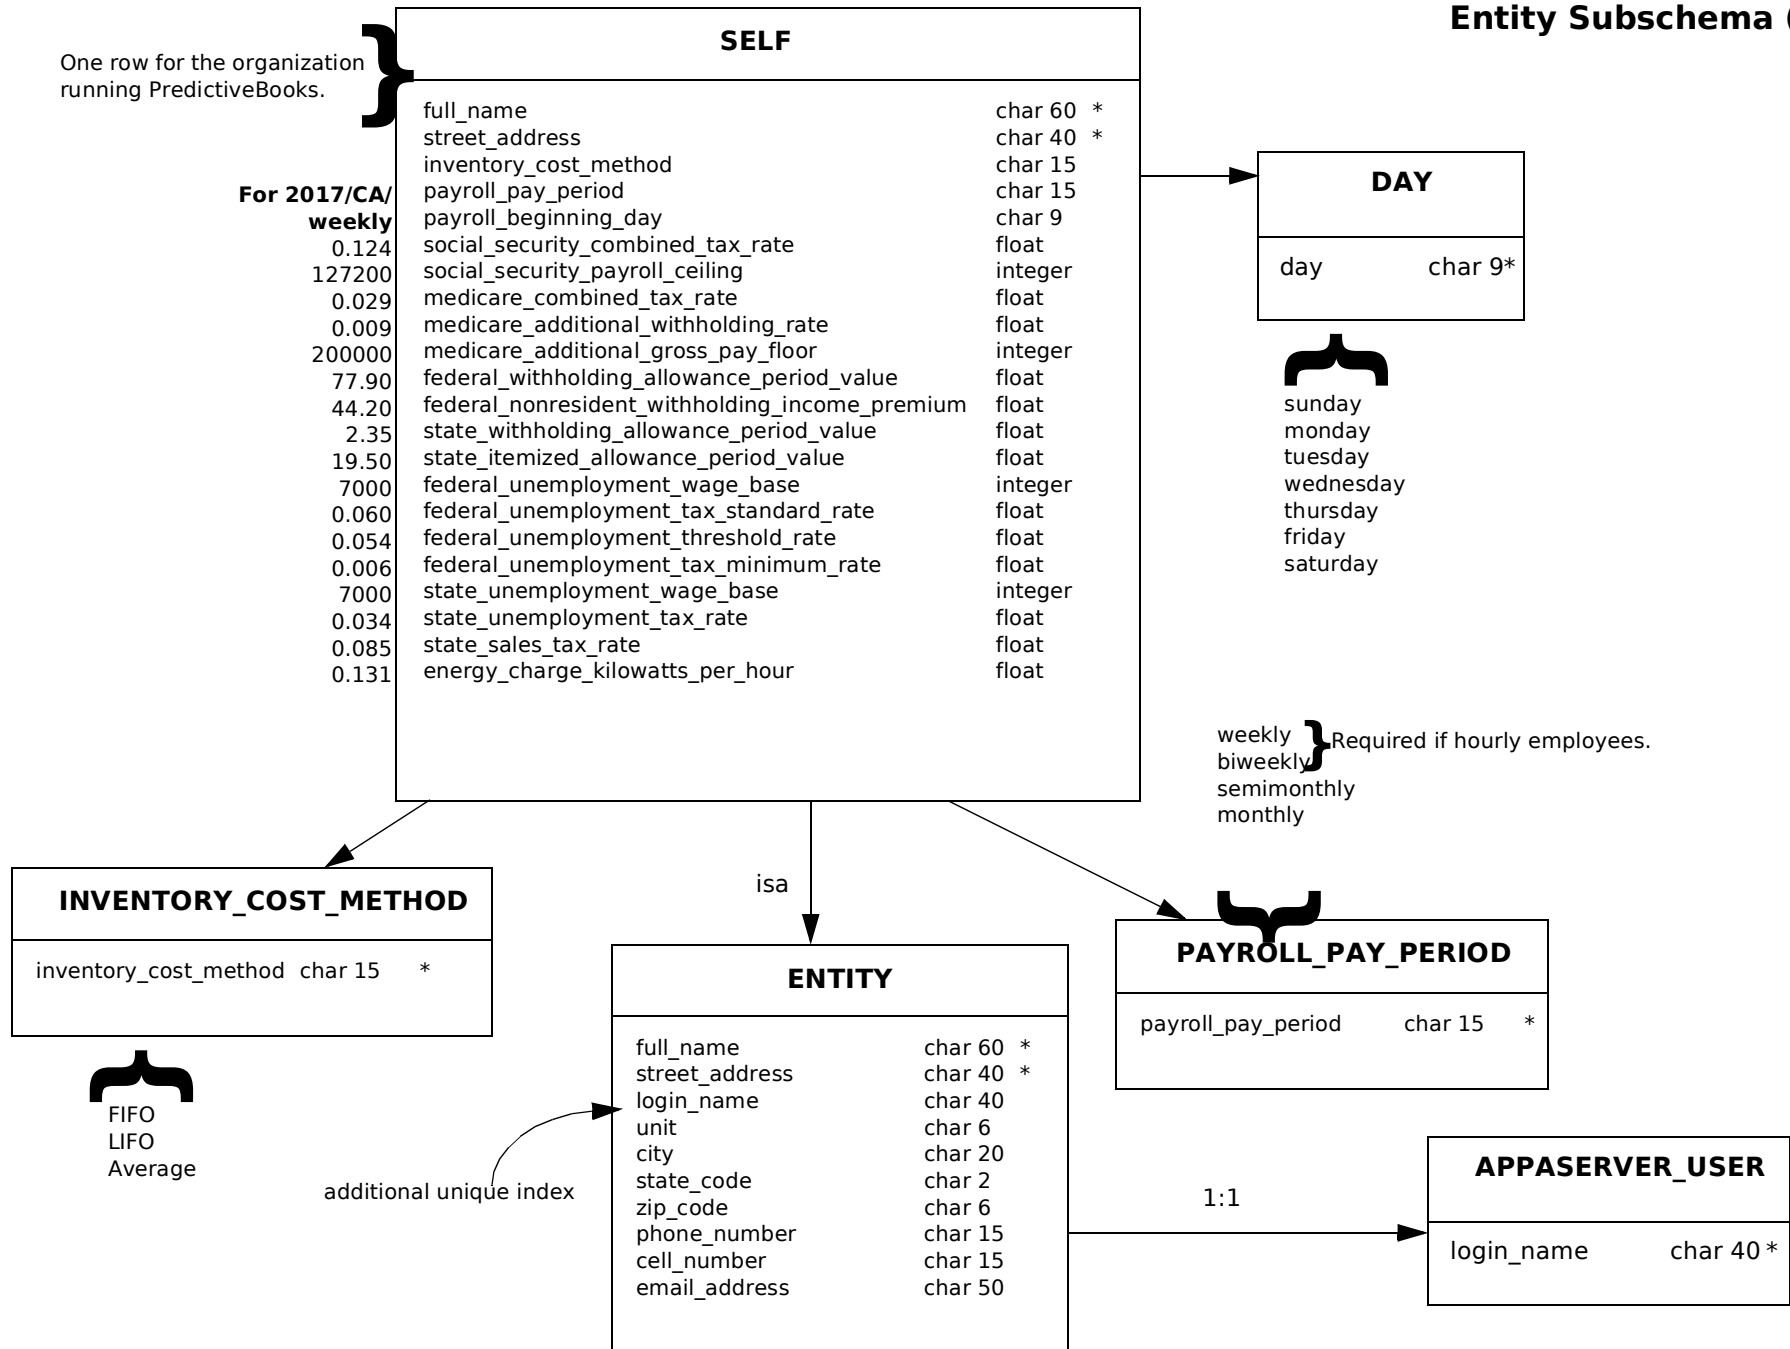 Entity Subschema (
SELF
One row for the organization
running PredictiveBooks.
full_name char 60 *
street_address char 40 *
inventory_cost_method char 15
payroll_pay_period char 15
payroll_beginning_day char 9
For 2017/CA/
weekly
0.124 social_security_combined_tax_rate float
127200 social_security_payroll_ceiling integer
0.029 medicare_combined_tax_rate float
0.009 medicare_additional_withholding_rate float
200000 medicare_additional_gross_pay_floor integer
77.90 federal_withholding_allowance_period_value float
44.20 federal_nonresident_withholding_income_premium float
2.35 state_withholding_allowance_period_value float
19.50 state_itemized_allowance_period_value float
7000 federal_unemployment_wage_base integer
0.060 federal_unemployment_tax_standard_rate float
0.054 federal_unemployment_threshold_rate float
0.006 federal_unemployment_tax_minimum_rate float
7000 state_unemployment_wage_base integer
0.034 state_unemployment_tax_rate float
0.085 state_sales_tax_rate float
0.131 energy_charge_kilowatts_per_hour float
DAY
day char 9*
sunday
monday
tuesday
wednesday
thursday
friday
saturday
weekly
biweekly
semimonthly
monthly
Required if hourly employees.
INVENTORY_COST_METHOD
inventory_cost_method char 15 *
FIFO
LIFO
Average
isa
ENTITY
full_name char 60 *
street_address char 40 *
login_name char 40
unit char 6
city char 20
state_code char 2
zip_code char 6
phone_number char 15
cell_number char 15
email_address char 50
additional unique index
PAYROLL_PAY_PERIOD
payroll_pay_period char 15 *
1:1
APPASERVER_USER
login_name char 40 *